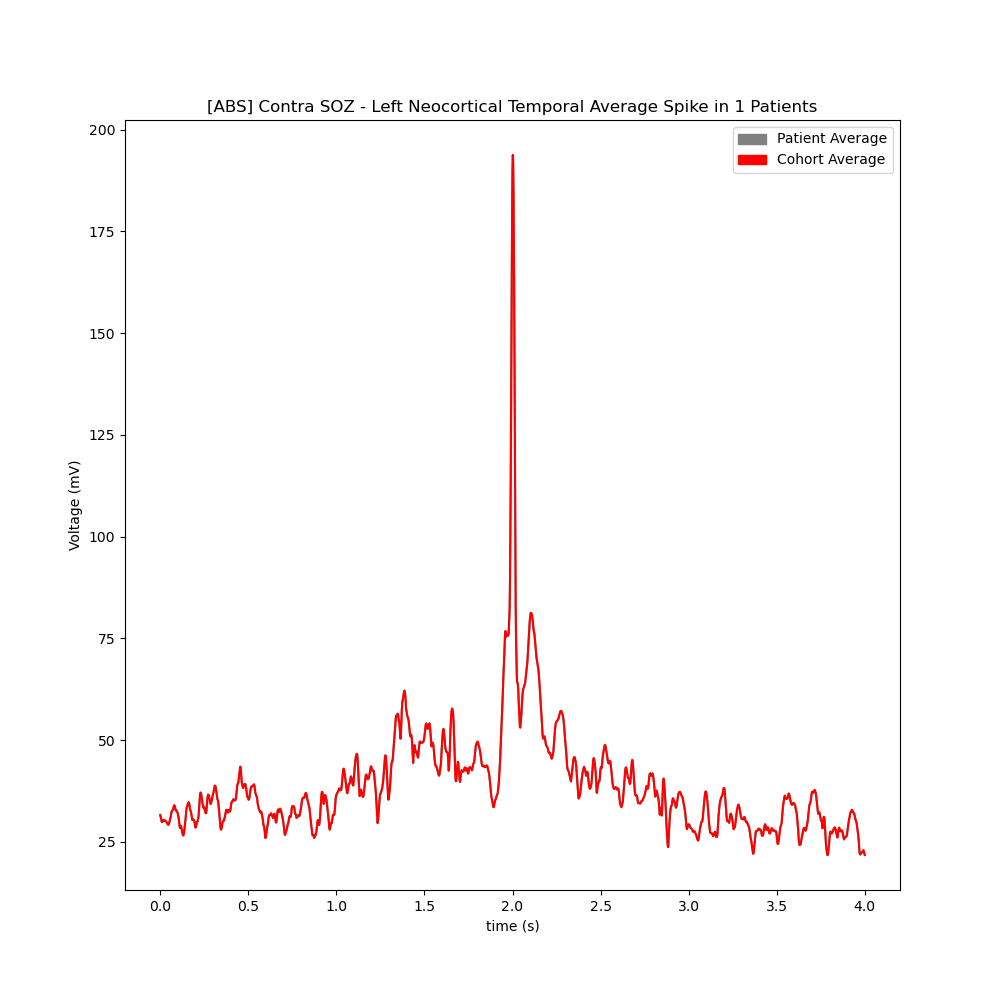 [ABS] Contra SOZ - Left Neocortical Temporal Average Spike in 1 Patients
Patient Average
Cohort Average
200
175
150
125
100
75
50
25
Voltage (mV)
0.0 0.5 1.0 1.5 2.0 2.5 3.0 3.5 4.0
time (s)